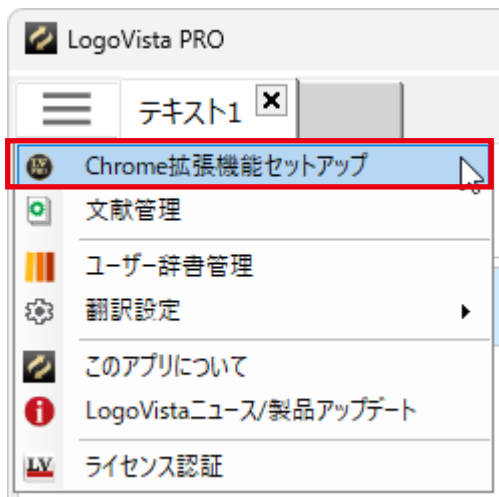 LogoVista PRO
テキスト1
Chrome拡張機能セットアップ
文献管理
ユーザー辞書管理
翻訳設定
このアプリについて
LogoVistaニュース/製品アップデート
LV ライセンス認証